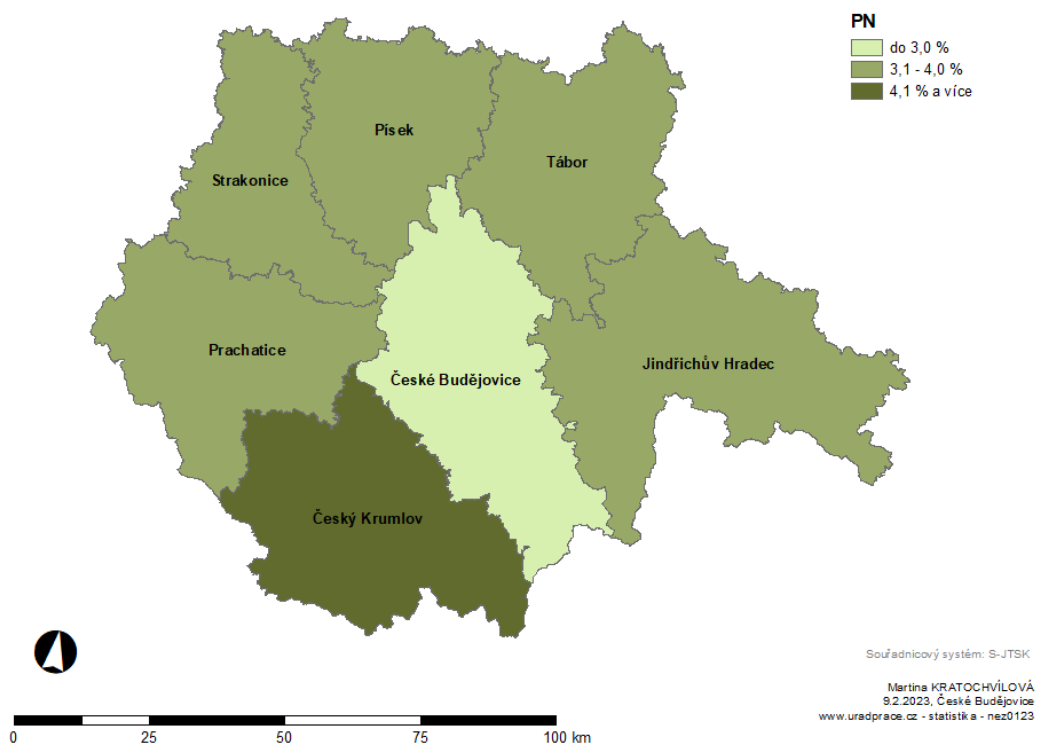 PN
do 3,0 %
3,1 - 4,0 %
4,1 % a více
Písek
Tábor
Strakonice
Prachatice
Jindřichův Hradec
České Budějovice
Český Krumlov
Souřadnicový systém: S-JTSK
Martina KRATOCHVÍLOVÁ
9.2.2023, České Budějovice
www.uradprace.cz - statistika - nez0123
0 25 50 75 100 km